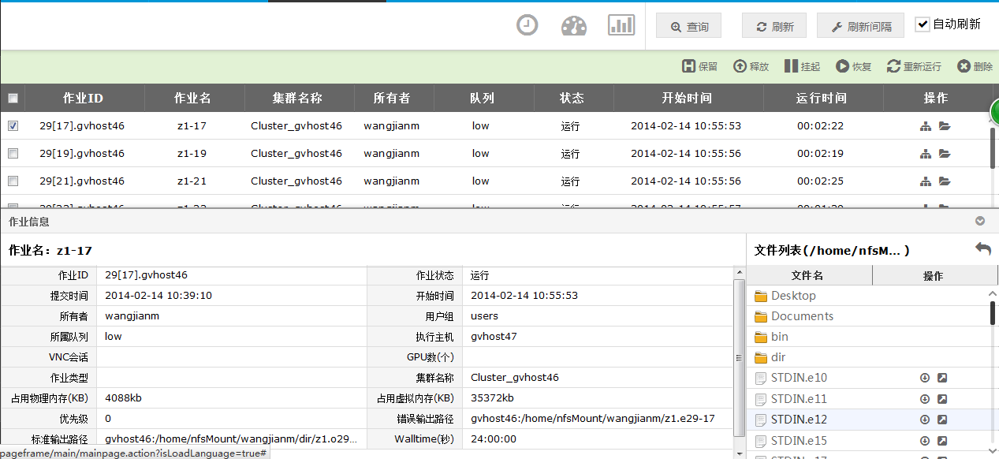 查询 刷新 刷新间隔 自动刷新
保留 释放 挂起 恢复 重新运行 删除
作业ID 作业名 集群名称 所有者 队列 状态 开始时间 运行时间 操作
29[17].gvhost46 z1-17 Cluster_gvhost46 wangjianm low 运行 2014-02-14 10:55:53 00:02:22
29[19].gvhost46 z1-19 Cluster_gvhost46 wangjianm low 运行 2014-02-14 10:55:56 00:02:19
29[21].gvhost46 z1-21 Cluster_gvhost46 wangjianm low 运行 2014-02-14 10:55:56 00:02:25
作业信息
作业名：z1-17
作业ID 29[17].gvhost46 作业状态 运行
提交时间 2014-02-14 10:39:10 开始时间 2014-02-14 10:55:53
所有者 wangjianm 用户组 users
所属队列 low 执行主机 gvhost47
VNC会话 GPU数(个)
作业类型 集群名称 Cluster_gvhost46
占用物理内存(KB) 4088kb 占用虚拟内存(KB) 35372kb
优先级 0 错误输出路径 gvhost46:/home/nfsMount/wangjianm/z1.e29-17
标准输出路径 gvhost46:/home/nfsMount/wangjianm/dir/z1.o29... Walltime(秒) 24:00:00
文件列表(/home/nfsM... )
文件名 操作
Desktop
Documents
bin
dir
STDIN.e10
STDIN.e11
STDIN.e12
STDIN.e15
pageframe/main/mainpage.action?isLoadLanguage=true#